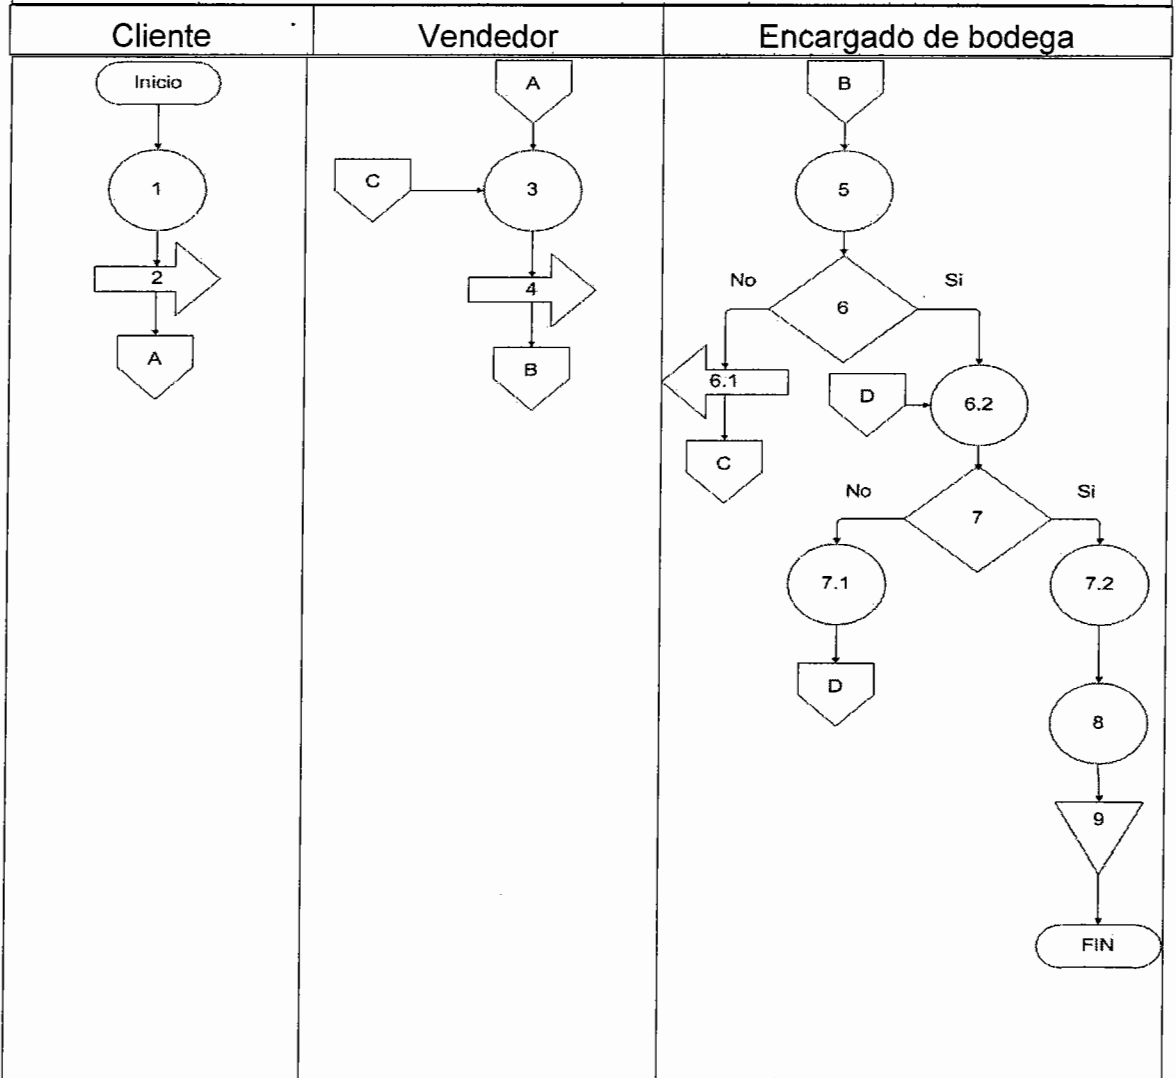 Cliente
Vendedor
Encargado de bodega
Inicio
1
2
A
A
C
3
4
B
B
5
No
Si
6
6.1
C
D
6.2
No
Si
7
7.1
7.2
D
8
9
FIN